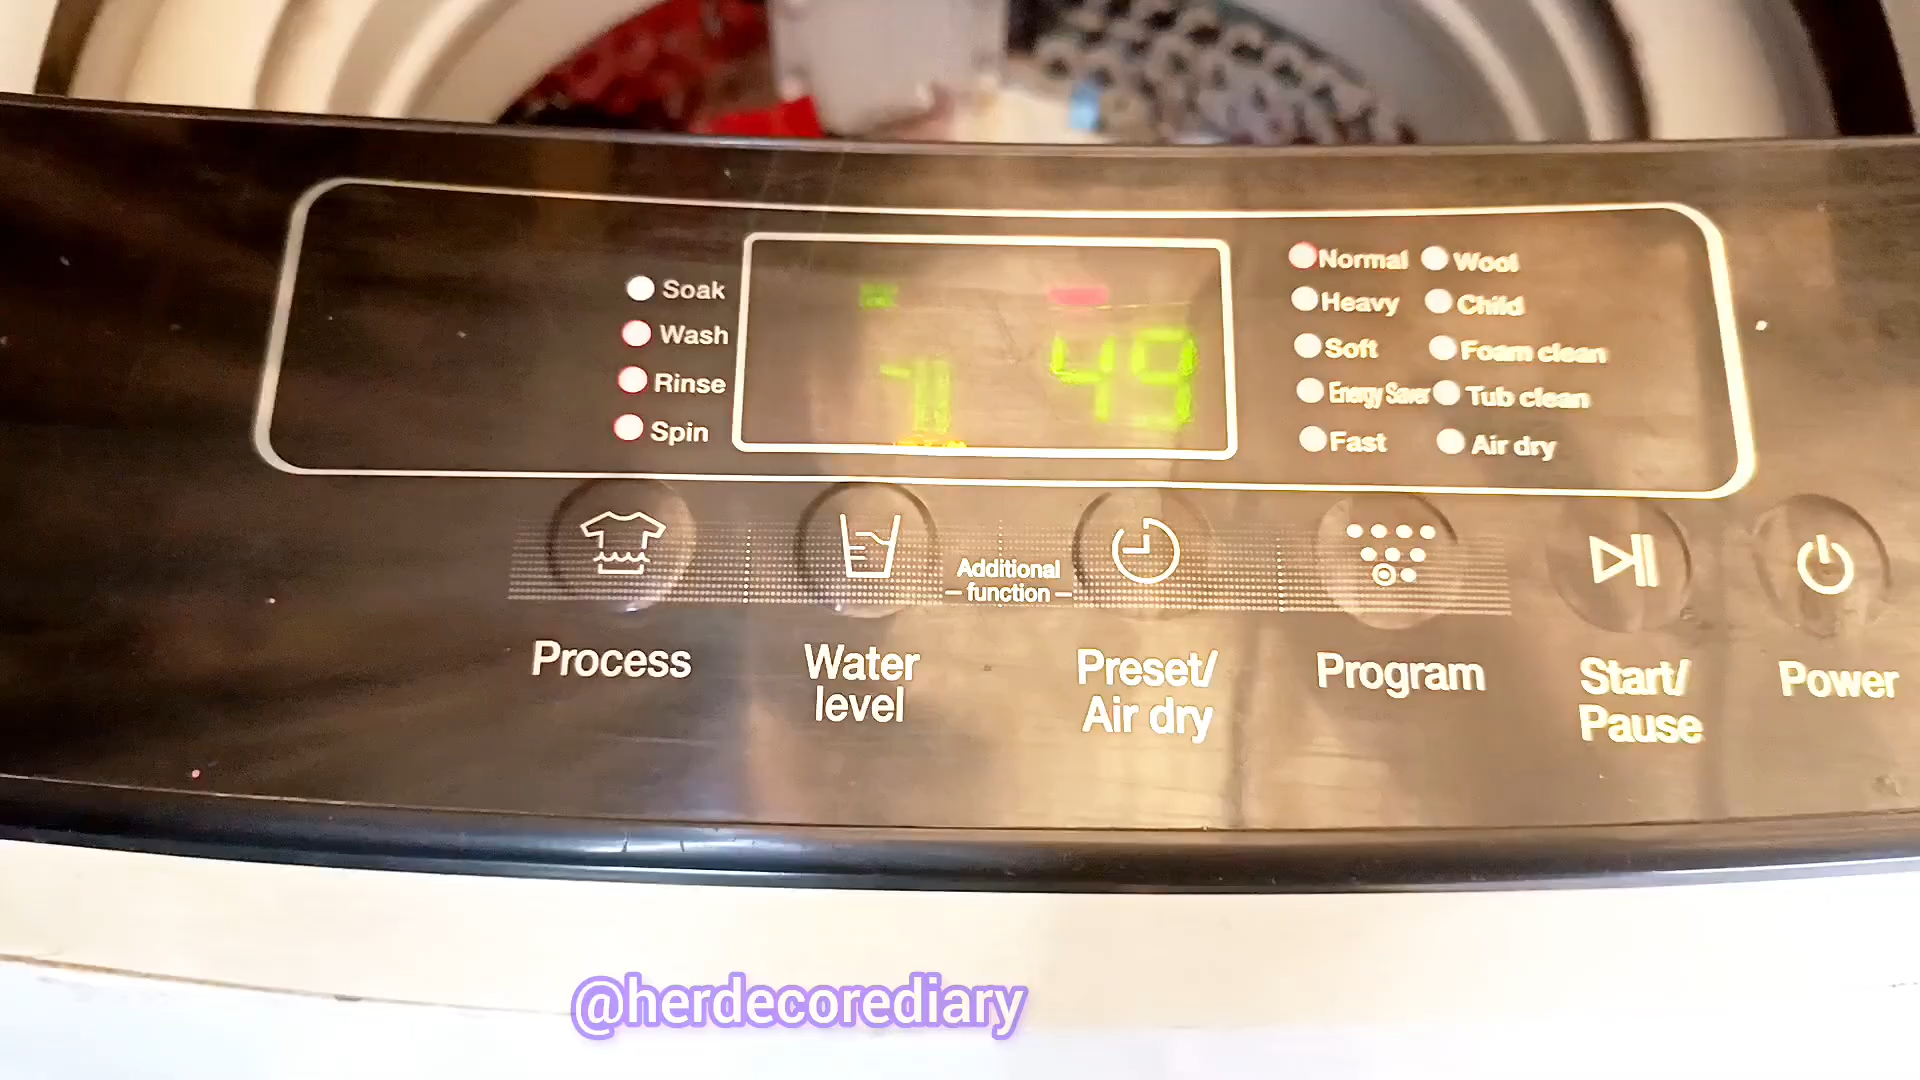 Soak
Wash
Rinse
Spin
49
Normal
Wool
Heavy
Child
Soft
Foam clean
Energy Saver
Tub clean
Fast
Air dry
Additional
function
Process
Water
level
Preset/
Air dry
Program
Start/
Pause
Power
@herdecorediary